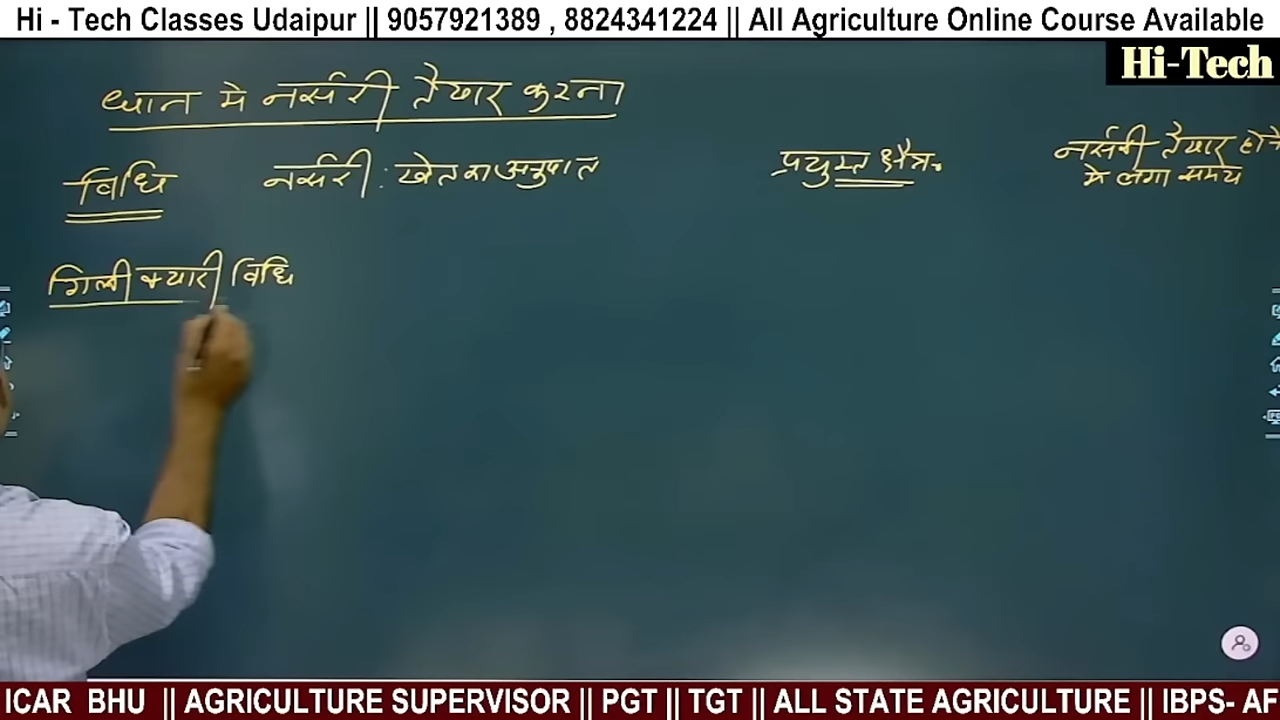 Hi - Tech Classes Udaipur || 9057921389 , 8824341224 || All Agriculture Online Course Available
Hi-Tech
धान मे नर्सरी तैयार करना
विधि नर्सरी : खेत का अनुपात प्रयुक्त क्षेत्र नर्सरी तैयार होने
मे लगा समय
गिली क्यारी विधि
ICAR BHU || AGRICULTURE SUPERVISOR || PGT || TGT || ALL STATE AGRICULTURE || IBPS- AF